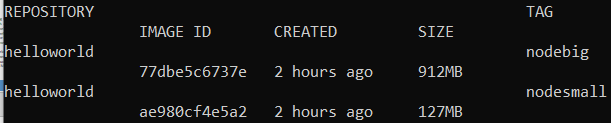 REPOSITORY TAG
IMAGE ID CREATED SIZE
helloworld nodebig
77dbe5c6737e 2 hours ago 912MB
helloworld nodesmall
ae980cf4e5a2 2 hours ago 127MB